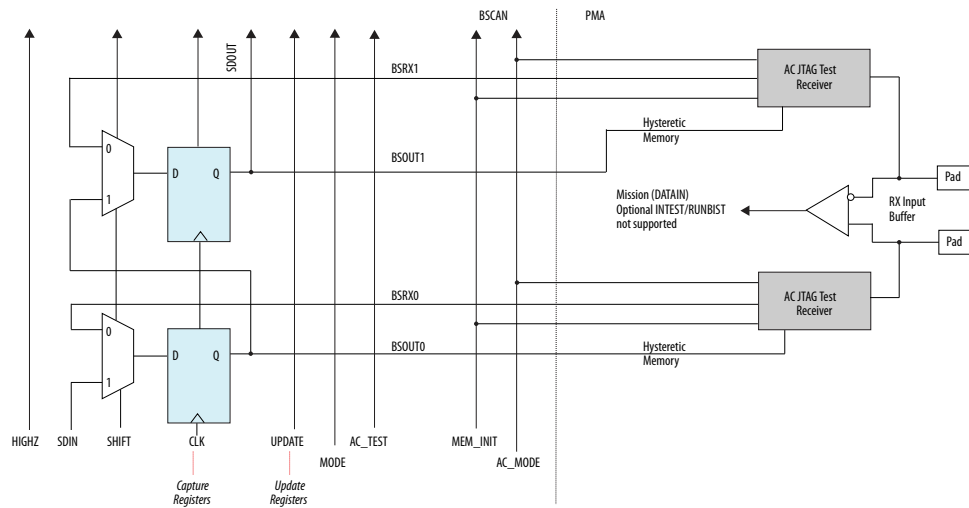 BSCAN
PMA
SDOUT
BSRX1
AC JTAG Test
Receiver
Hysteretic
Memory
0
1
D
Q
BSOUT1
Pad
Mission (DATAIN)
Optional INTEST/RUNBIST
not supported
RX Input
Buffer
Pad
BSRX0
AC JTAG Test
Receiver
0
1
D
Q
BSOUT0
Hysteretic
Memory
HIGHZ
SDIN
SHIFT
CLK
UPDATE
MODE
AC_TEST
MEM_INIT
AC_MODE
Capture
Registers
Update
Registers